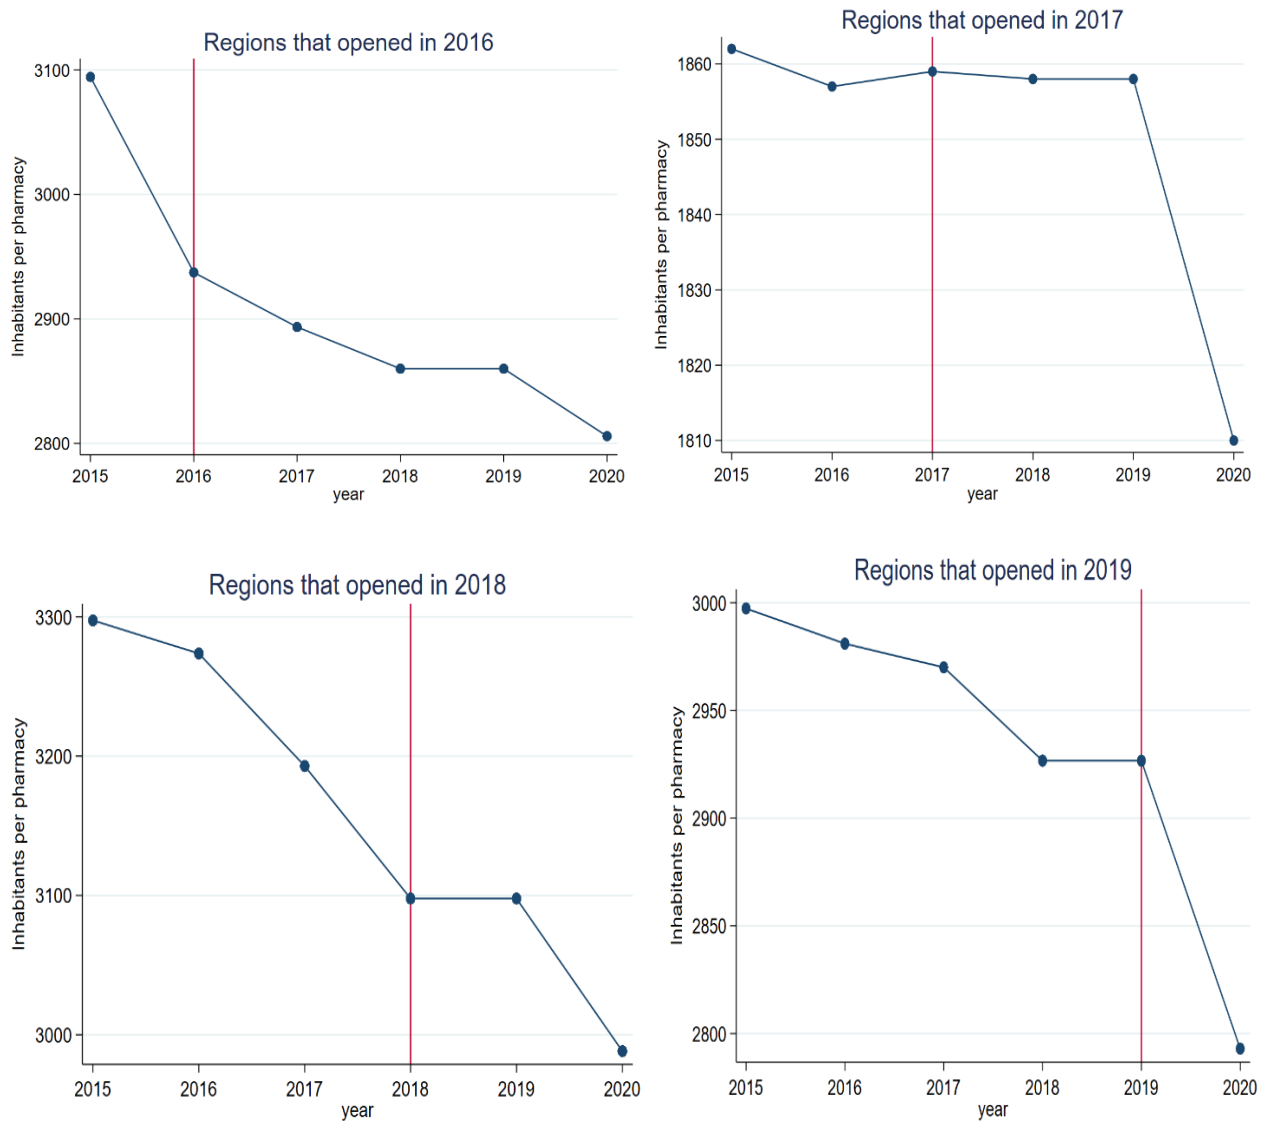 Regions that opened in 2016
Inhabitants per pharmacy
3100
3000
2900
2800
2015 2016 2017 2018 2019 2020
year
Regions that opened in 2017
Inhabitants per pharmacy
1860
1850
1840
1830
1820
1810
2015 2016 2017 2018 2019 2020
year
Regions that opened in 2018
Inhabitants per pharmacy
3300
3200
3100
3000
2015 2016 2017 2018 2019 2020
year
Regions that opened in 2019
Inhabitants per pharmacy
3000
2950
2900
2850
2800
2015 2016 2017 2018 2019 2020
year